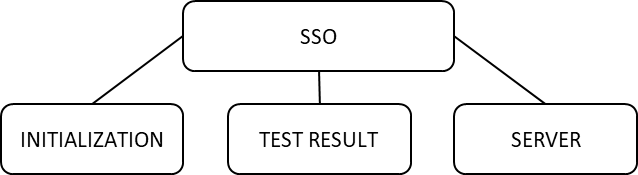 SSO
INITIALIZATION
TEST RESULT
SERVER